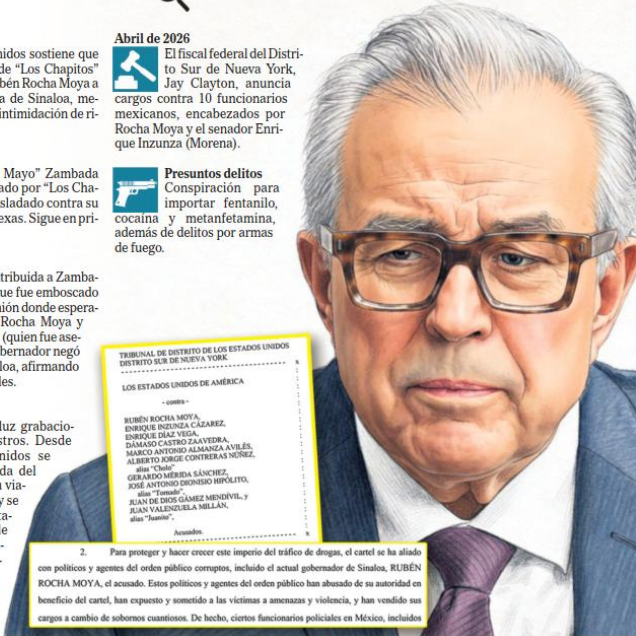 nidos sostiene que
de “Los Chapitos”
bén Rocha Moya a
a de Sinaloa, me-
intimidación de ri-
Mayo” Zambada
ado por “Los Cha-
sladado contra su
exas. Sigue en pri-
tribuida a Zamba-
ue fue emboscado
nión donde espera-
Rocha Moya y
(quien fue ase-
bernador negó
loa, afirmando
les.
luz grabacio-
stros. Desde
nidos se
da del
via-
y se
ta-
le
Abril de 2026
El fiscal federal del Distri-
to Sur de Nueva York,
Jay Clayton, anuncia
cargos contra 10 funcionarios
mexicanos, encabezados por
Rocha Moya y el senador Enri-
que Inzunza (Morena).
Presuntos delitos
Conspiración para
importar fentanilo,
cocaína y metanfetamina,
además de delitos por armas
de fuego.
TRIBUNAL DE DISTRITO DE LOS ESTADOS UNIDOS
DISTRITO SUR DE NUEVA YORK
LOS ESTADOS UNIDOS DE AMÉRICA
- contra -
RUBÉN ROCHA MOYA,
ENRIQUE INZUNZA CÁZAREZ,
ENRIQUE DÍAZ VEGA,
DÁMASO CASTRO ZAAVEDRA,
MARCO ANTONIO ALMANZA AVILÉS,
ALBERTO JORGE CONTRERAS NÚÑEZ,
alias “Cholo”
GERARDO MÉRIDA SÁNCHEZ,
JOSÉ ANTONIO DIONISIO HIPÓLITO,
alias “Tornado”,
JUAN DE DIOS GÁMEZ MENDÍVIL, y
JUAN VALENZUELA MILLÁN,
alias “Juanito”,
Acusados.
2. Para proteger y hacer crecer este imperio del tráfico de drogas, el cartel se ha aliado
con políticos y agentes del orden público corruptos, incluido el actual gobernador de Sinaloa, RUBÉN
ROCHA MOYA, el acusado. Estos políticos y agentes del orden público han abusado de su autoridad en
beneficio del cartel, han expuesto y sometido a las víctimas a amenazas y violencia, y han vendido sus
cargos a cambio de sobornos cuantiosos. De hecho, ciertos funcionarios policiales en México, incluidos